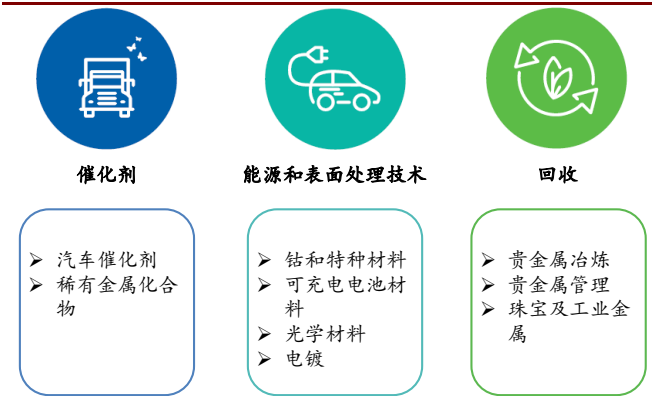 催化剂
能源和表面处理技术
回收
➢ 汽车催化剂
➢ 稀有金属化合
物
➢ 钴和特种材料
➢ 可充电电池材
料
➢ 光学材料
➢ 电镀
➢ 贵金属冶炼
➢ 贵金属管理
➢ 珠宝及工业金
属